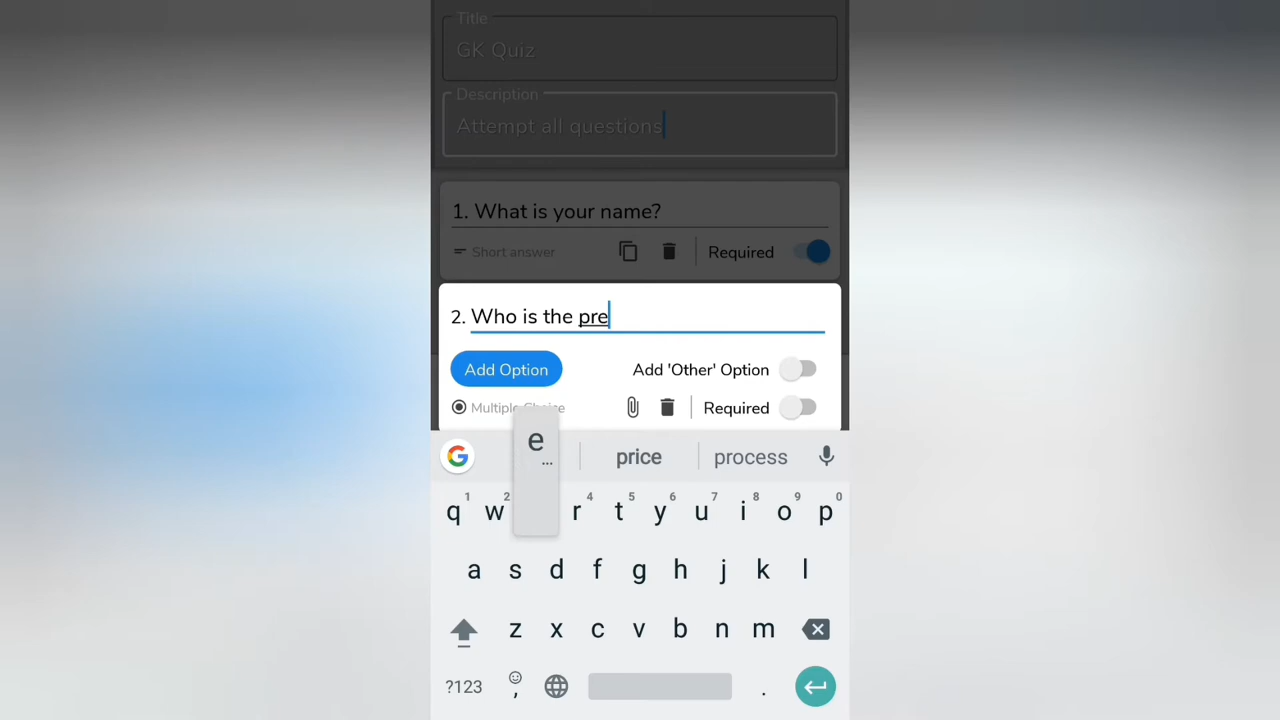 Title
GK Quiz
Description
Attempt all questions
1. What is your name?
Short answer
Required
2. Who is the pre
Add Option
Add 'Other' Option
Multiple Choice
Required
e
...
price
process
1 2 4 5 6 7 8 9 0
q w r t y u i o p
a s d f g h j k l
z x c v b n m
?123 , .